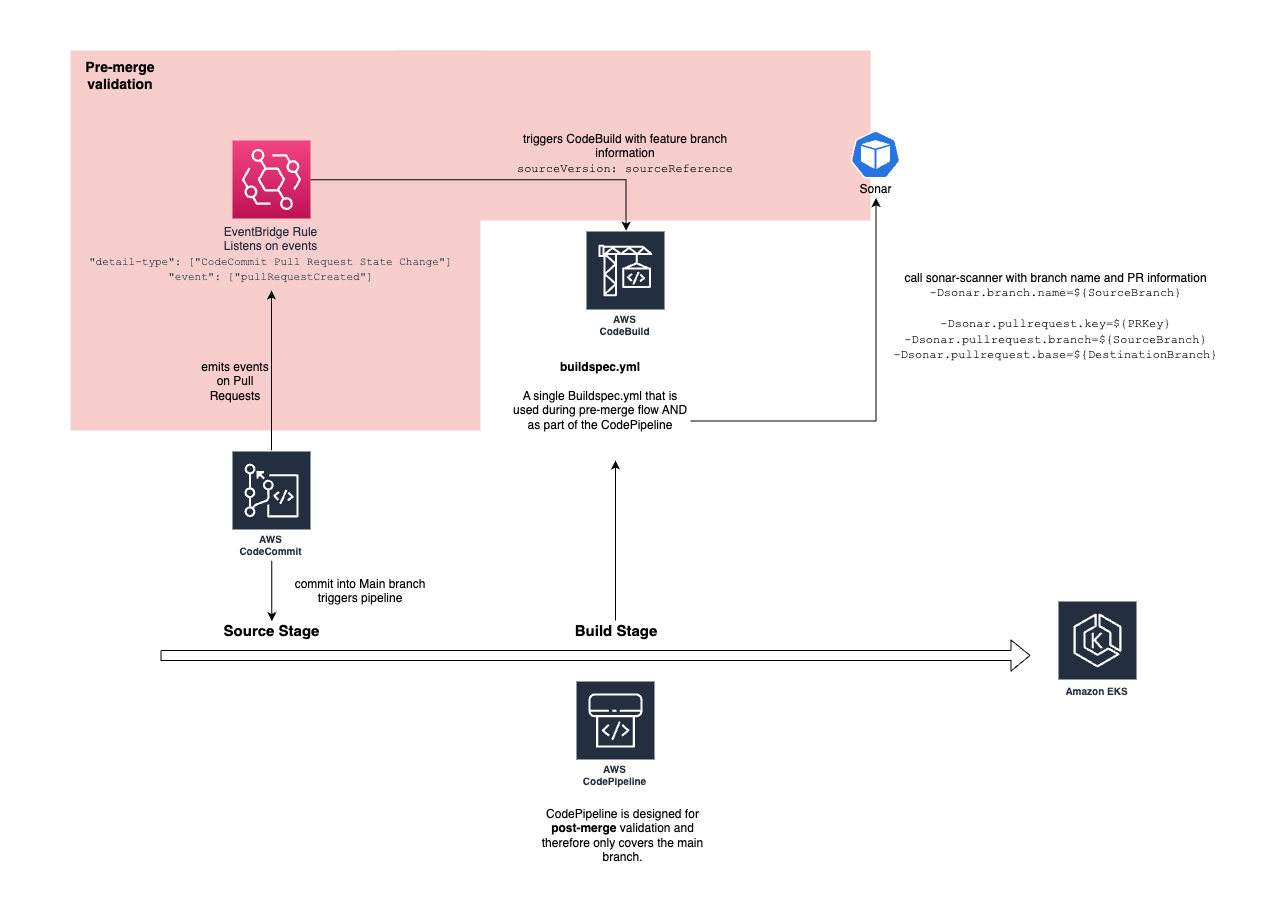 Pre-merge
validation
triggers CodeBuild with feature branch
information
sourceVersion: sourceReference
Sonar
EventBridge Rule
Listens on events
"detail-type": ["CodeCommit Pull Request State Change"]
"event": ["pullRequestCreated"]
AWS
CodeBuild
call sonar-scanner with branch name and PR information
-Dsonar.branch.name=${SourceBranch}
-Dsonar.pullrequest.key=${PRKey}
-Dsonar.pullrequest.branch=${SourceBranch}
-Dsonar.pullrequest.base=${DestinationBranch}
emits events
on Pull
Requests
buildspec.yml
A single Buildspec.yml that is
used during pre-merge flow AND
as part of the CodePipeline
AWS
CodeCommit
commit into Main branch
triggers pipeline
Source Stage
Build Stage
K
Amazon EKS
AWS
CodePipeline
CodePipeline is designed for
post-merge validation and
therefore only covers the main
branch.